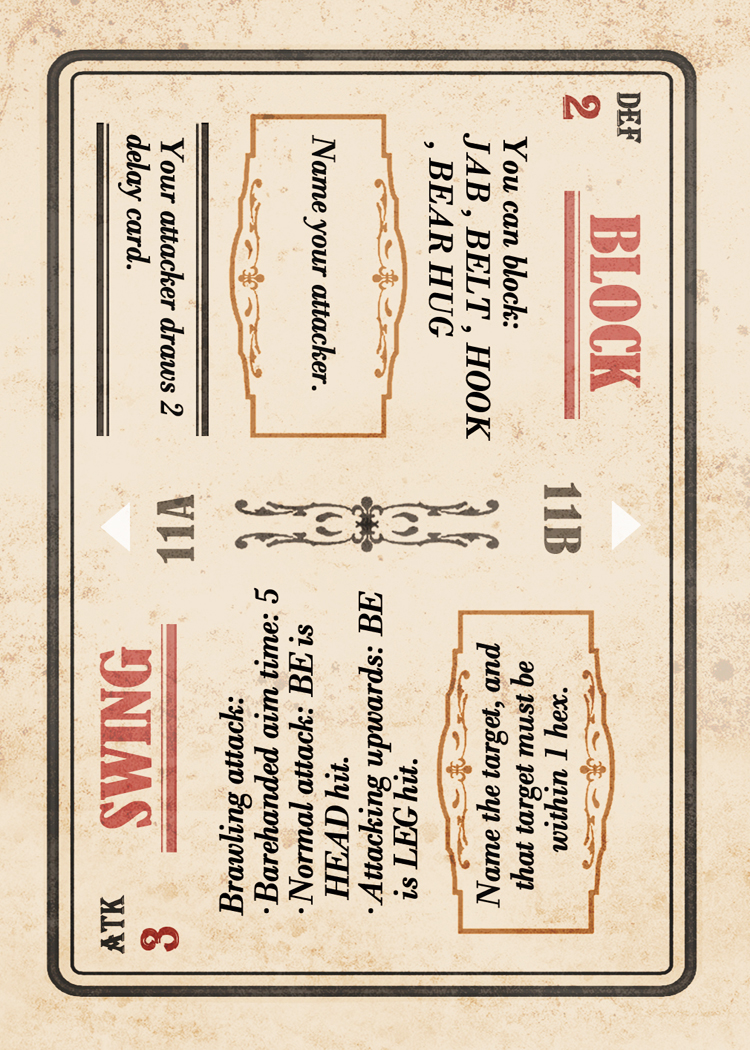 DEF
2
BLOCK
You can block:
JAB , BELT , HOOK
, BEAR HUG
Name your attacker.
Your attacker draws 2
delay card.
11B
11A
ATK
3
SWING
Brawling attack:
·Barehanded aim time: 5
·Normal attack: BE is
HEAD hit.
·Attacking upwards: BE
is LEG hit.
Name the target, and
that target must be
within 1 hex.